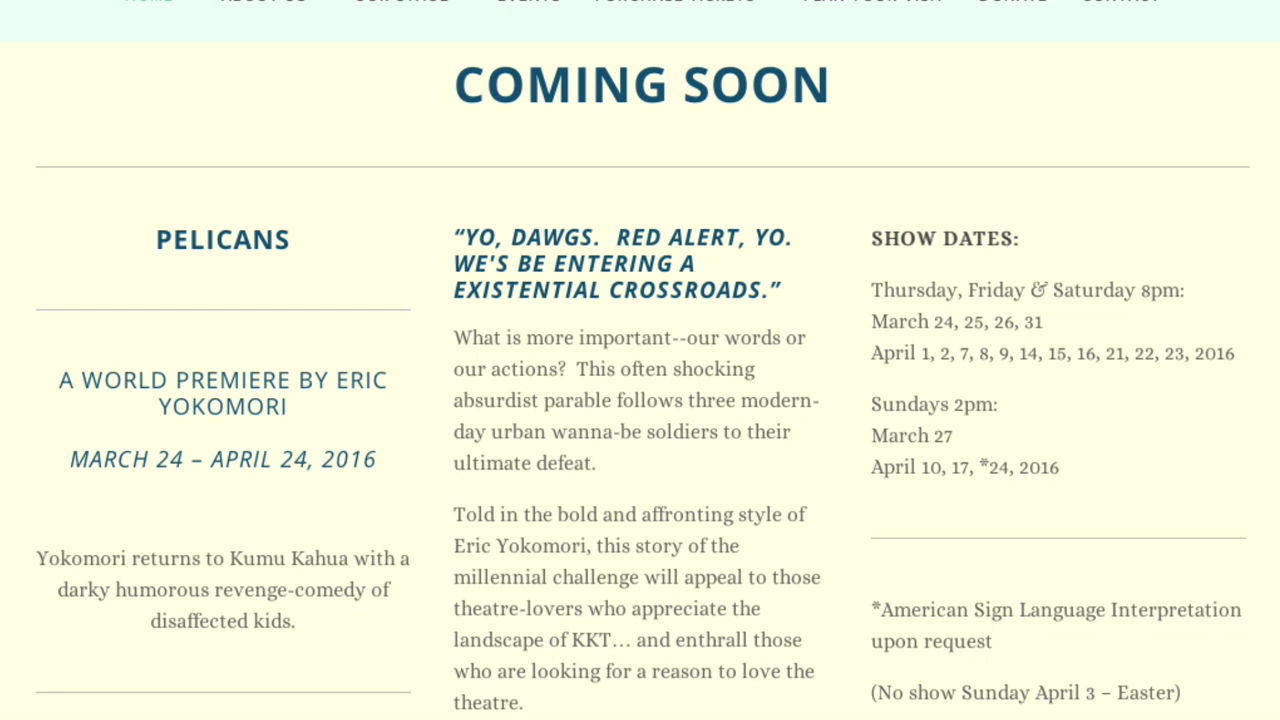 COMING SOON
PELICANS
A WORLD PREMIERE BY ERIC
YOKOMORI
MARCH 24 – APRIL 24, 2016
Yokomori returns to Kumu Kahua with a
darky humorous revenge-comedy of
disaffected kids.
“YO, DAWGS.  RED ALERT, YO.
WE'S BE ENTERING A
EXISTENTIAL CROSSROADS.”
What is more important--our words or
our actions?  This often shocking
absurdist parable follows three modern-
day urban wanna-be soldiers to their
ultimate defeat.
Told in the bold and affronting style of
Eric Yokomori, this story of the
millennial challenge will appeal to those
theatre-lovers who appreciate the
landscape of KKT… and enthrall those
who are looking for a reason to love the
theatre.
SHOW DATES:
Thursday, Friday & Saturday 8pm:
March 24, 25, 26, 31
April 1, 2, 7, 8, 9, 14, 15, 16, 21, 22, 23, 2016
Sundays 2pm:
March 27
April 10, 17, *24, 2016
*American Sign Language Interpretation
upon request
(No show Sunday April 3 – Easter)